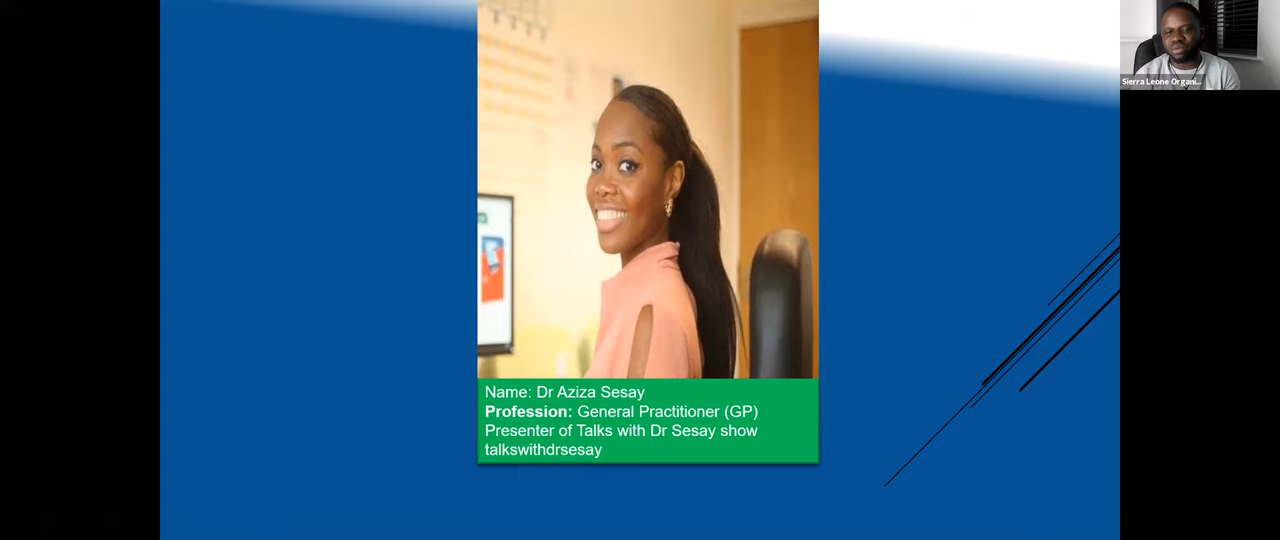 Sierra Leone Organi...
Name: Dr Aziza Sesay
Profession: General Practitioner (GP)
Presenter of Talks with Dr Sesay show
talkswithdrsesay